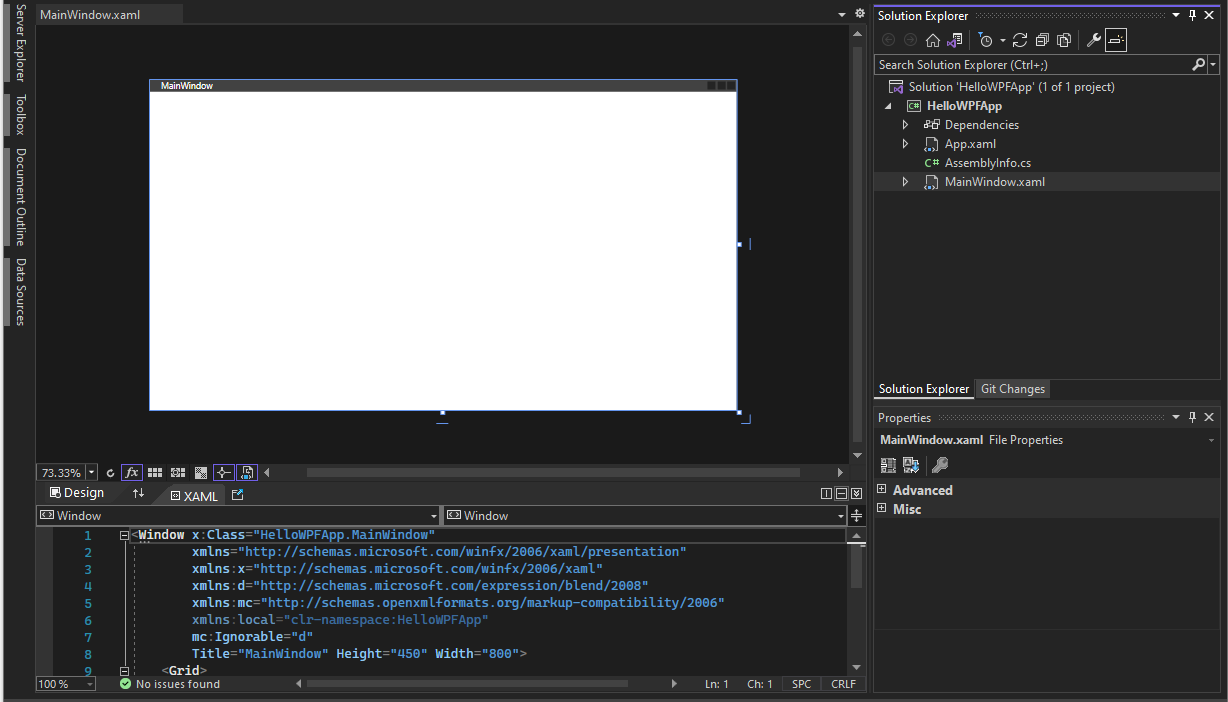 Server Explorer
Toolbox
Document Outline
Data Sources
MainWindow.xaml
MainWindow
73.33%
fx
Design
XAML
Window
Window
1 <Window x:Class="HelloWPFApp.MainWindow"
2 xmlns="http://schemas.microsoft.com/winfx/2006/xaml/presentation"
3 xmlns:x="http://schemas.microsoft.com/winfx/2006/xaml"
4 xmlns:d="http://schemas.microsoft.com/expression/blend/2008"
5 xmlns:mc="http://schemas.openxmlformats.org/markup-compatibility/2006"
6 xmlns:local="clr-namespace:HelloWPFApp"
7 mc:Ignorable="d"
8 Title="MainWindow" Height="450" Width="800">
9 <Grid>
100 % No issues found Ln: 1 Ch: 1 SPC CRLF
Solution Explorer
Search Solution Explorer (Ctrl+;)
Solution 'HelloWPFApp' (1 of 1 project)
C# HelloWPFApp
Dependencies
App.xaml
C# AssemblyInfo.cs
MainWindow.xaml
Solution Explorer Git Changes
Properties
MainWindow.xaml File Properties
Advanced
Misc